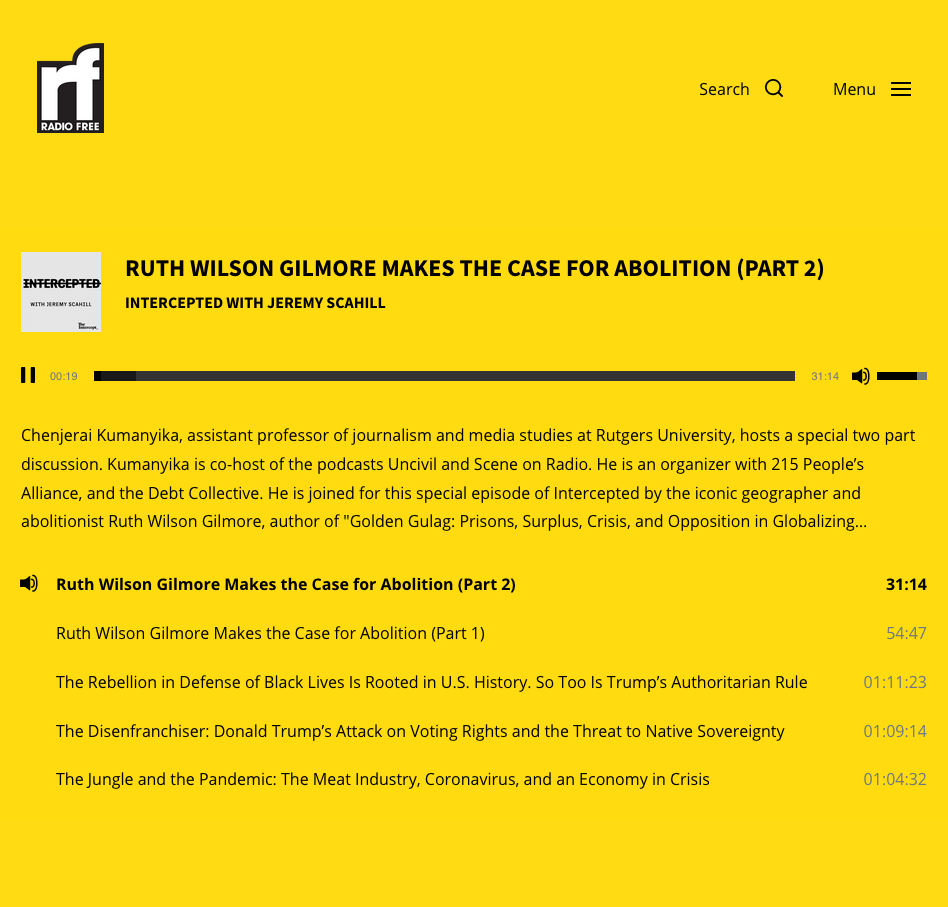 rf
RADIO FREE
Search
Menu
INTERCEPTED
WITH JEREMY SCAHILL
The
Intercept_
RUTH WILSON GILMORE MAKES THE CASE FOR ABOLITION (PART 2)
INTERCEPTED WITH JEREMY SCAHILL
00:19
31:14
Chenjerai Kumanyika, assistant professor of journalism and media studies at Rutgers University, hosts a special two part
discussion. Kumanyika is co-host of the podcasts Uncivil and Scene on Radio. He is an organizer with 215 People’s
Alliance, and the Debt Collective. He is joined for this special episode of Intercepted by the iconic geographer and
abolitionist Ruth Wilson Gilmore, author of "Golden Gulag: Prisons, Surplus, Crisis, and Opposition in Globalizing...
Ruth Wilson Gilmore Makes the Case for Abolition (Part 2) 31:14
Ruth Wilson Gilmore Makes the Case for Abolition (Part 1) 54:47
The Rebellion in Defense of Black Lives Is Rooted in U.S. History. So Too Is Trump’s Authoritarian Rule 01:11:23
The Disenfranchiser: Donald Trump’s Attack on Voting Rights and the Threat to Native Sovereignty 01:09:14
The Jungle and the Pandemic: The Meat Industry, Coronavirus, and an Economy in Crisis 01:04:32